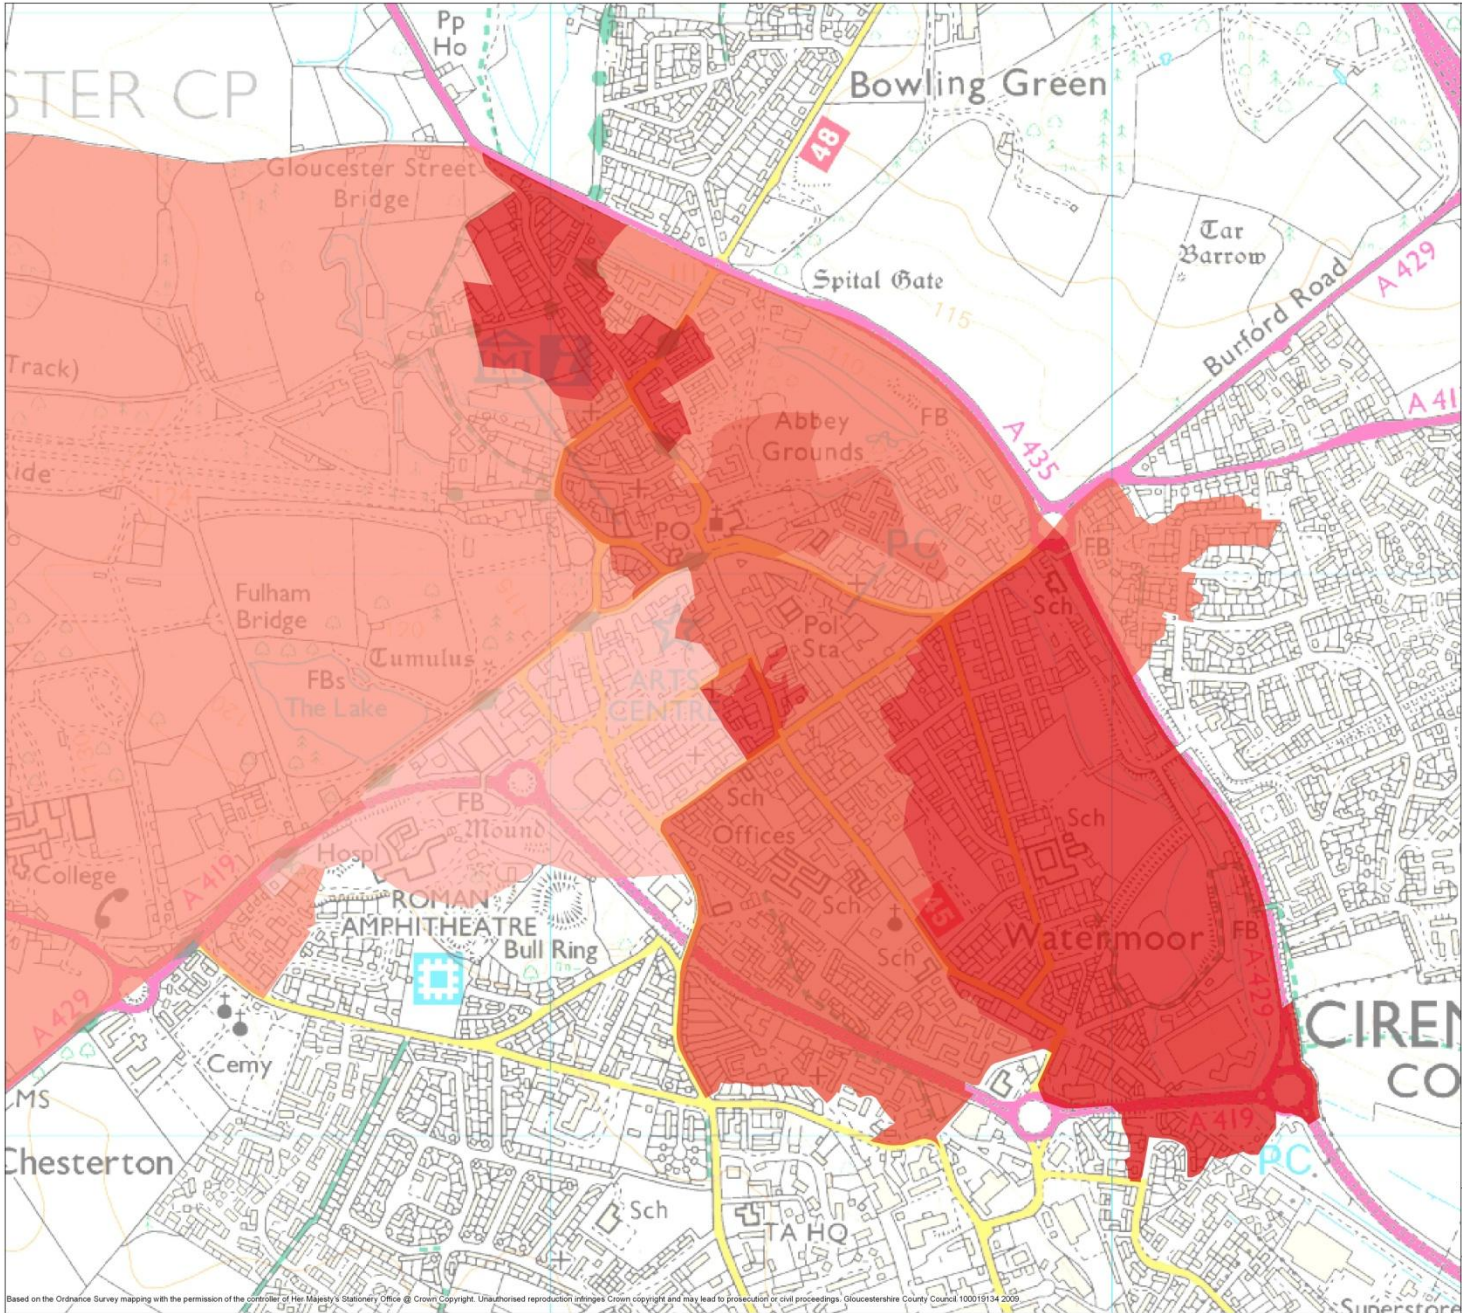 Pp
Ho
STER CP
Bowling Green
48
Gloucester Street
Bridge
Tar
Barrow
A 429
Spital Gate
115
Burford Road
110
Track)
A 41
FB
Abbey
Grounds
A 435
Ride
124
PO
PC
FB
Fulham
Bridge
Sch
Pol
Sta
Tumulus
FBs
The Lake
120
ARTS
CENTRE
Sch
Offices
FB
Mound
Sch
Hospl
College
A 419
ROMAN
AMPHITHEATRE
Sch
45
Watermoor
FB
Bull Ring
Sch
A 429
A 429
CIREN
CO
Cemy
MS
A 419
PC
Chesterton
Sch
TA HQ
Based on the Ordnance Survey mapping with the permission of the controller of Her Majesty's Stationery Office @ Crown Copyright. Unauthorised reproduction infringes Crown copyright and may lead to prosecution or civil proceedings. Gloucestershire County Council 100019134 2009